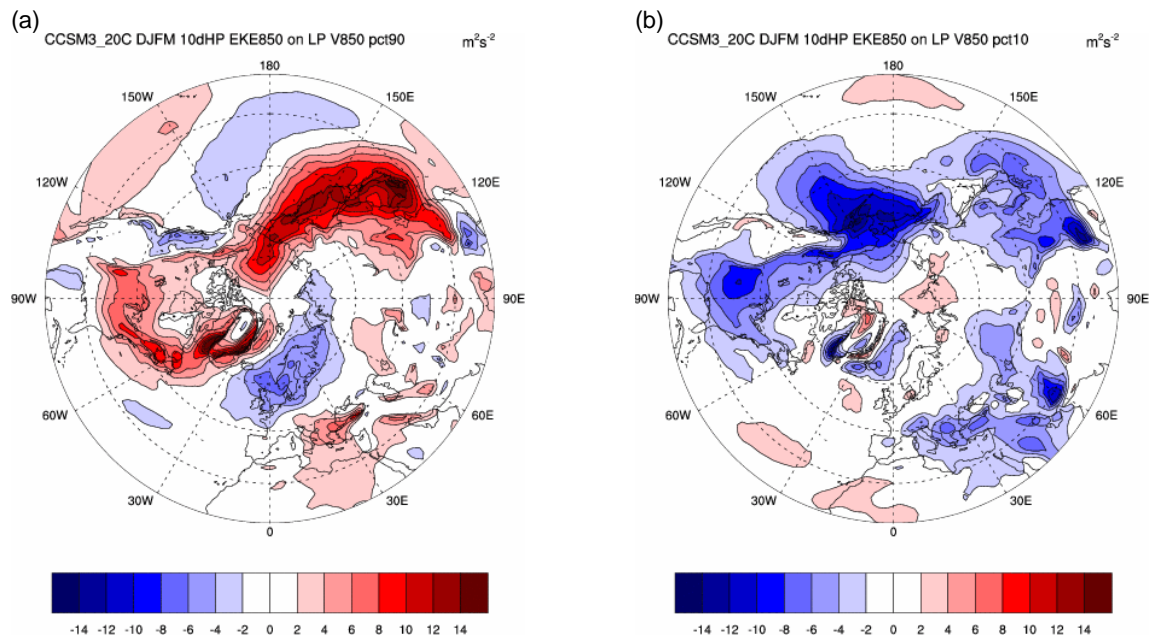 (a)
CCSM3_20C DJFM 10dHP EKE850 on LP V850 pct90 m²s⁻²
180
150W 150E
120W 120E
90W 90E
60W 60E
30W 30E
0
-14 -12 -10 -8 -6 -4 -2 0 2 4 6 8 10 12 14
(b)
CCSM3_20C DJFM 10dHP EKE850 on LP V850 pct10 m²s⁻²
180
150W 150E
120W 120E
90W 90E
60W 60E
30W 30E
0
-14 -12 -10 -8 -6 -4 -2 0 2 4 6 8 10 12 14